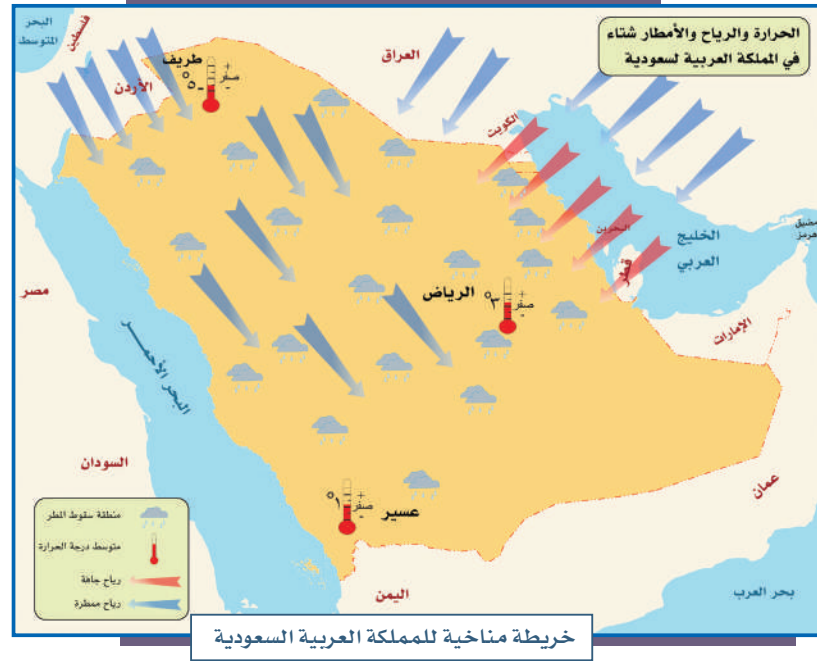 الحرارة والرياح والأمطار شتاء
في المملكة العربية لسعودية
البحر
المتوسط
فلسطين
الأردن
العراق
الكويت
طريف
صفر
٥°-
+
-
البحرين
قطر
الخليج
العربي
مضيق
هرمز
الإمارات
مصر
الرياض
٣°
صفر
+
-
البحر الأحمـــــر
السودان
عمان
عسير
١°
صفر
+
-
اليمن
بحر العرب
منطقة سقوط المطر
متوسط درجة الحرارة
رياح جافة
رياح ممطرة
خريطة مناخية للمملكة العربية السعودية